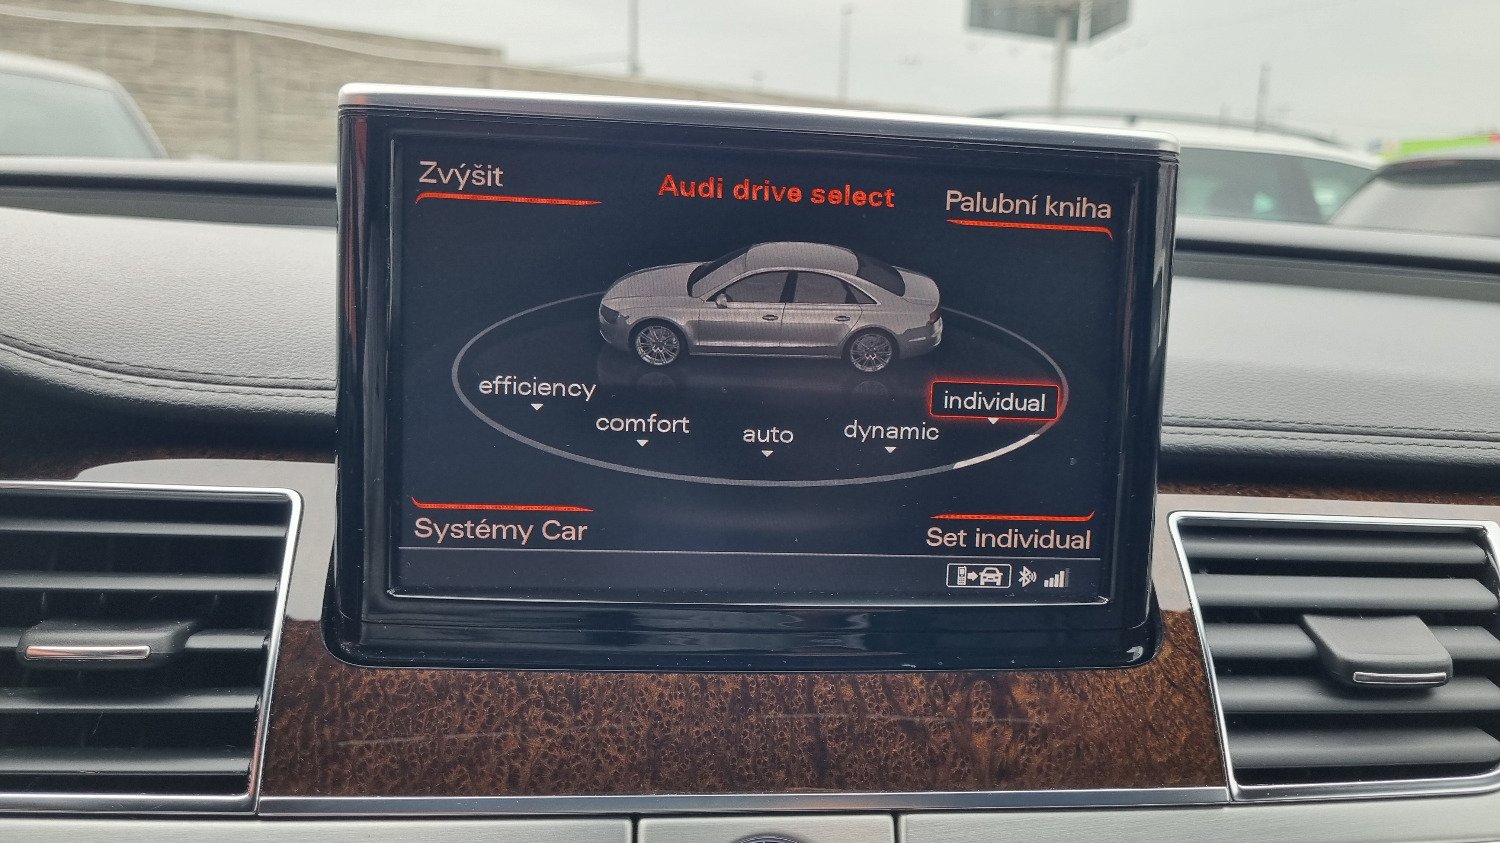 Zvýšit
Audi drive select
Palubní kniha
efficiency
comfort
auto
dynamic
individual
Systémy Car
Set individual